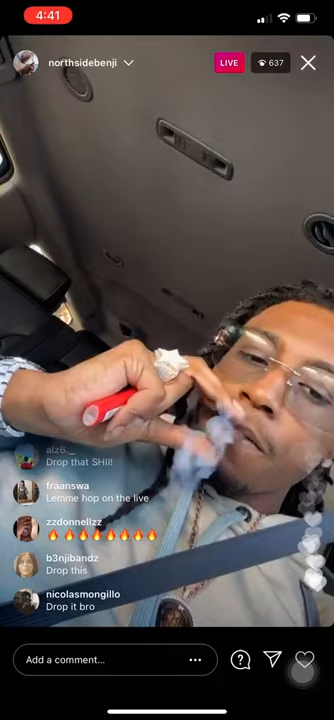 4:41
northsidebenji
LIVE
637
alz6._
Drop that SHII!
fraanswa
Lemme hop on the live
zzdonnellzz
🔥 🔥🔥🔥🔥🔥🔥🔥
b3njibandz
Drop this
nicolasmongillo
Drop it bro
Add a comment...